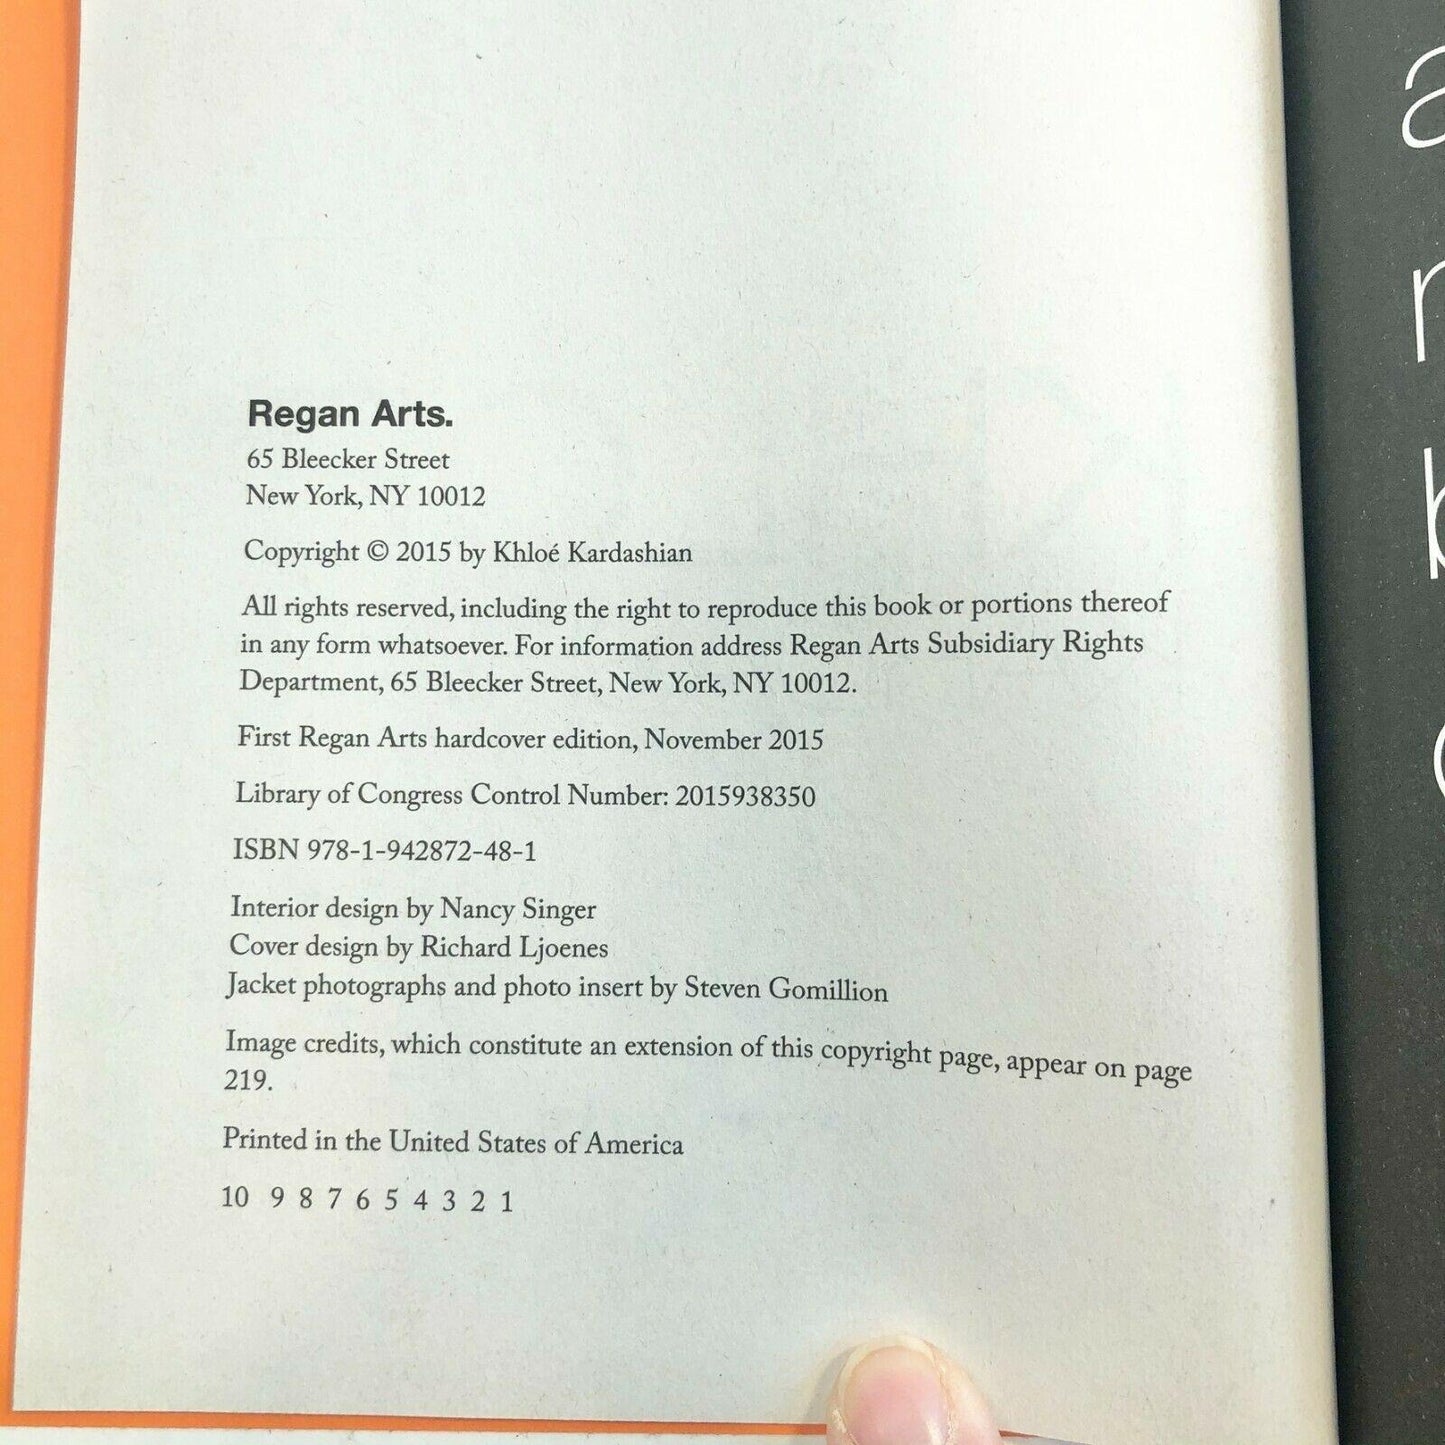 Regan Arts.
65 Bleecker Street
New York, NY 10012
Copyright © 2015 by Khloé Kardashian
All rights reserved, including the right to reproduce this book or portions thereof
in any form whatsoever. For information address Regan Arts Subsidiary Rights
Department, 65 Bleecker Street, New York, NY 10012.
First Regan Arts hardcover edition, November 2015
Library of Congress Control Number: 2015938350
ISBN 978-1-942872-48-1
Interior design by Nancy Singer
Cover design by Richard Ljoenes
Jacket photographs and photo insert by Steven Gomillion
Image credits, which constitute an extension of this copyright page, appear on page
219.
Printed in the United States of America
10 9 8 7 6 5 4 3 2 1